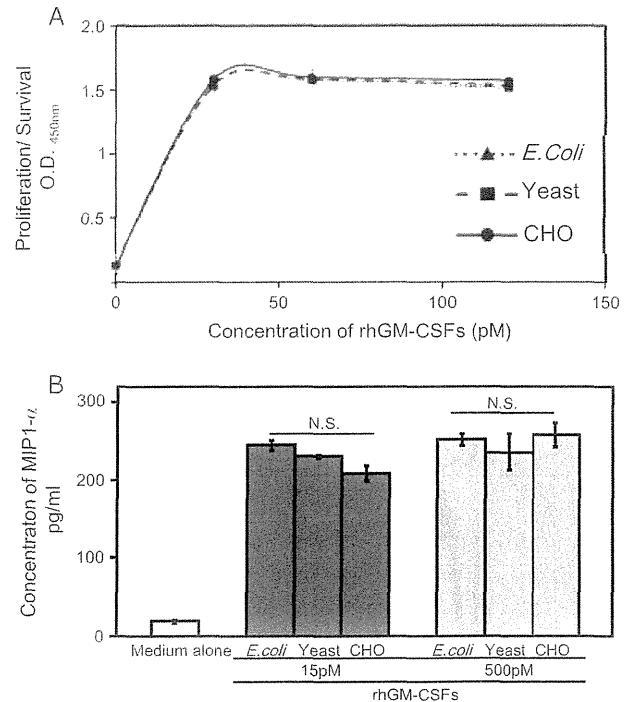 A
2.0
1.5
1
0.5
0
50
100
150
Proliferation/ Survival
O.D. 450nm
E.Coli
Yeast
CHO
Concentration of rhGM-CSFs (pM)
B
300
200
100
0
Concentraton of MIP1-α
pg/ml
N.S.
N.S.
Medium alone
E.coli Yeast CHO
E.coli Yeast CHO
15pM
500pM
rhGM-CSFs